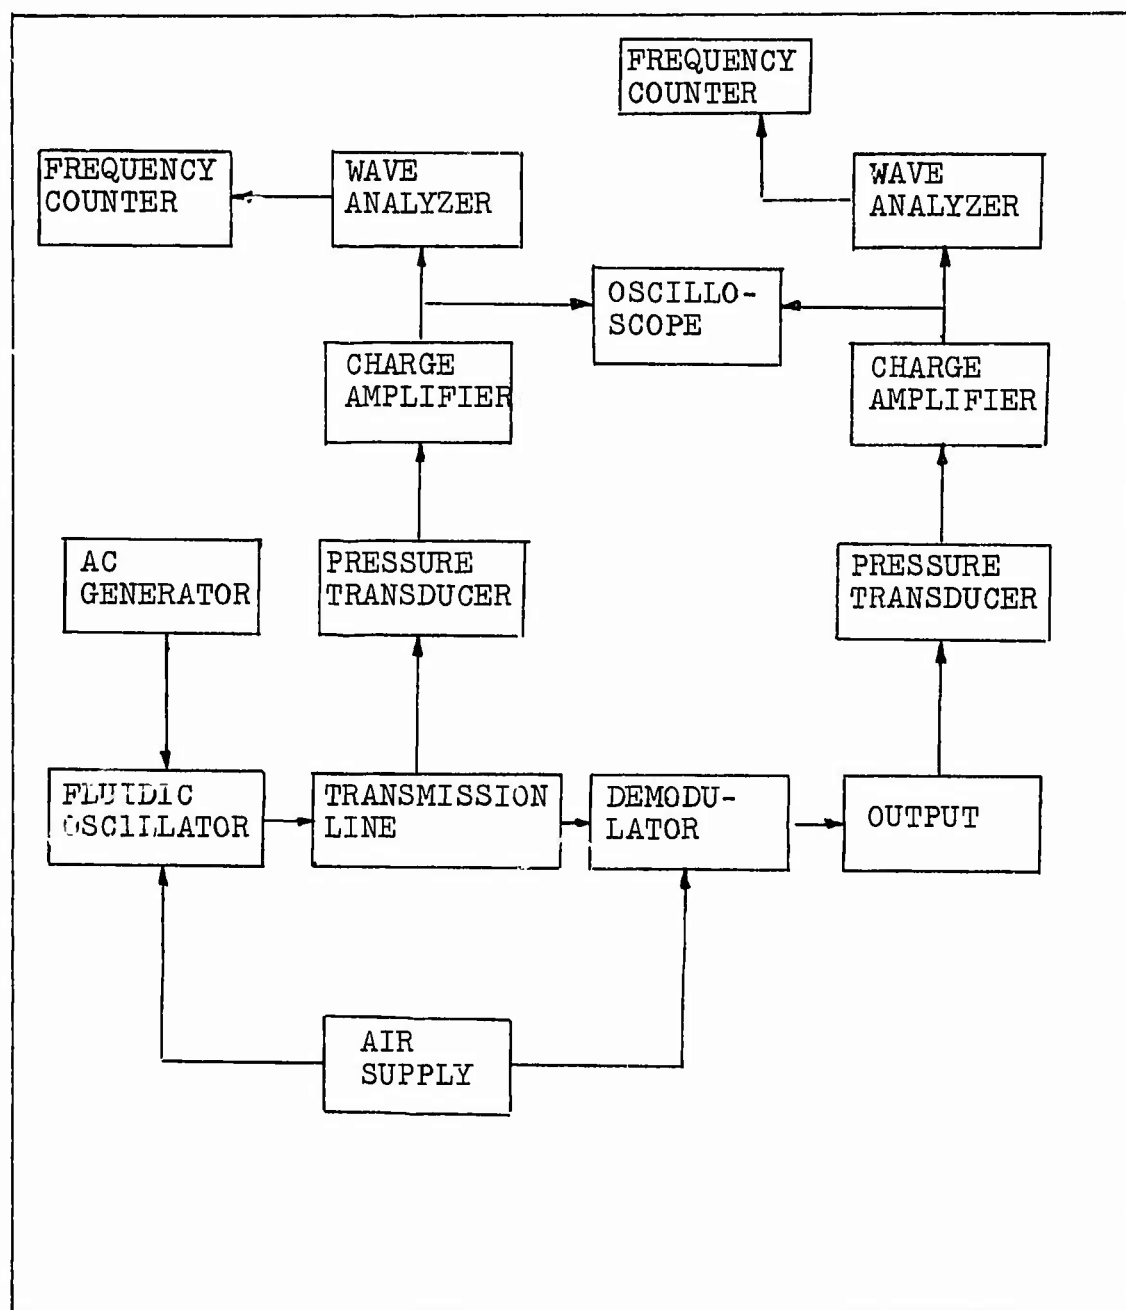 FREQUENCY
COUNTER
FREQUENCY
COUNTER
WAVE
ANALYZER
WAVE
ANALYZER
OSCILLO-
SCOPE
CHARGE
AMPLIFIER
CHARGE
AMPLIFIER
AC
GENERATOR
PRESSURE
TRANSDUCER
PRESSURE
TRANSDUCER
FLUIDIC
OSCILLATOR
TRANSMISSION
LINE
DEMODU-
LATOR
OUTPUT
AIR
SUPPLY